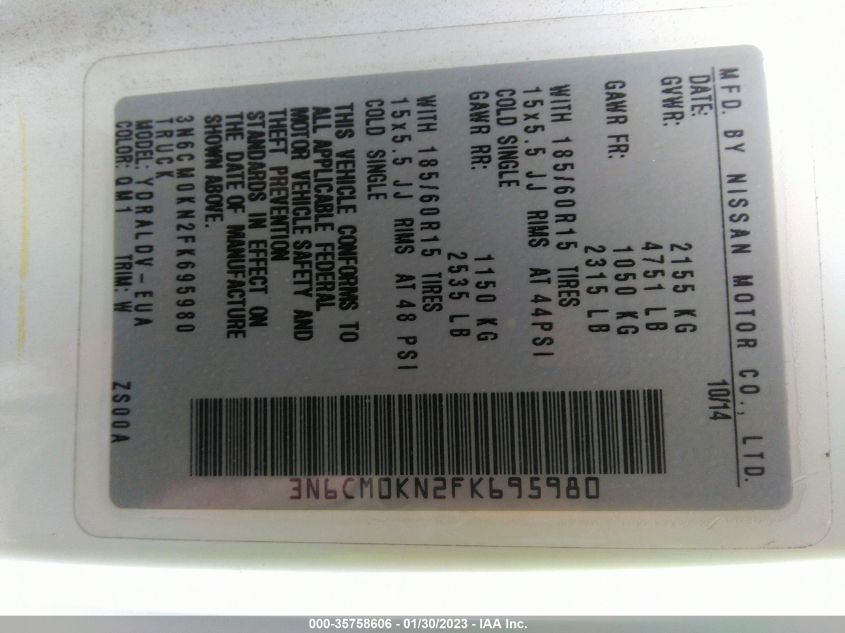 MFD. BY NISSAN MOTOR CO., LTD.
DATE: 10/14
GVWR: 2155 KG
4751 LB
GAWR FR: 1050 KG
2315 LB
WITH 185/60R15 TIRES
15x5.5 JJ RIMS AT 44PSI
COLD SINGLE
GAWR RR: 1150 KG
2535 LB
WITH 185/60R15 TIRES
15x5.5 JJ RIMS AT 48 PSI
COLD SINGLE
THIS VEHICLE CONFORMS TO
ALL APPLICABLE FEDERAL
MOTOR VEHICLE SAFETY AND
THEFT PREVENTION
STANDARDS IN EFFECT ON
THE DATE OF MANUFACTURE
SHOWN ABOVE.
3N6CM0KN2FK695980
TRUCK
MODEL: YDRALDV-EUA
COLOR: QM1 TRIM: W ZS00A
3N6CM0KN2FK695980
000-35758606 - 01/30/2023 - IAA Inc.